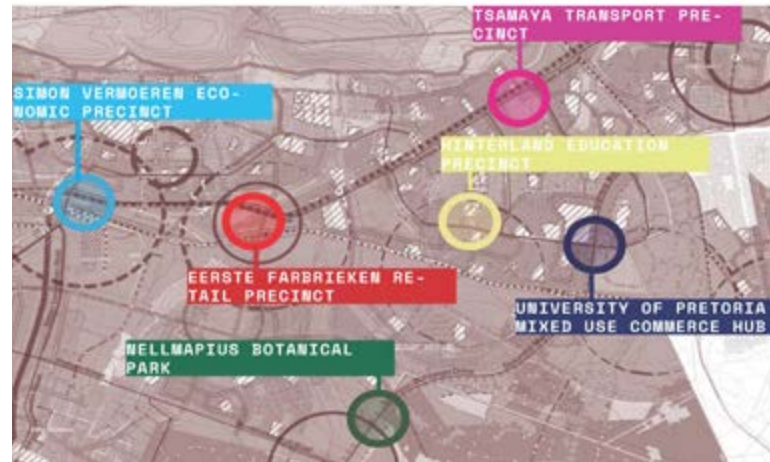 TSAMAYA TRANSPORT PRE-
CINCT
SIMON VERMOEREN ECO-
NOMIC PRECINCT
HINTERLAND EDUCATION
PRECINCT
EERSTE FARBRIEKEN RE-
TAIL PRECINCT
UNIVERSITY OF PRETORIA
MIXED USE COMMERCE HUB
NELLMAPIUS BOTANICAL
PARK